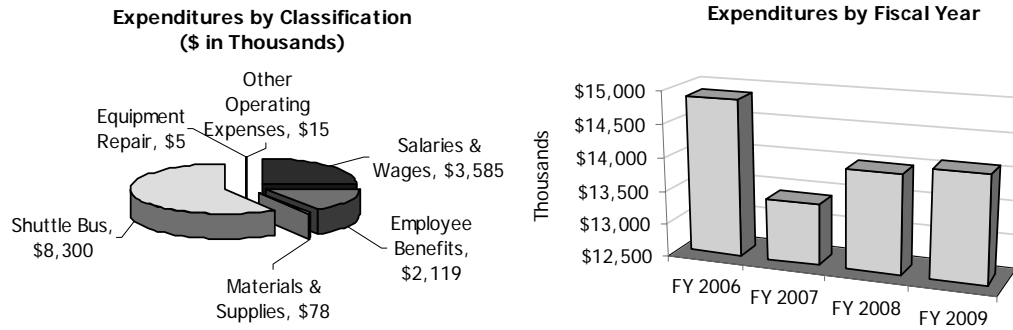 Expenditures by Classification
($ in Thousands)
Other
Operating
Expenses, $15
Equipment
Repair, $5
Salaries &
Wages, $3,585
Shuttle Bus,
$8,300
Employee
Benefits,
$2,119
Materials &
Supplies, $78
Expenditures by Fiscal Year
Thousands
$15,000
$14,500
$14,000
$13,500
$13,000
$12,500
FY 2006
FY 2007
FY 2008
FY 2009